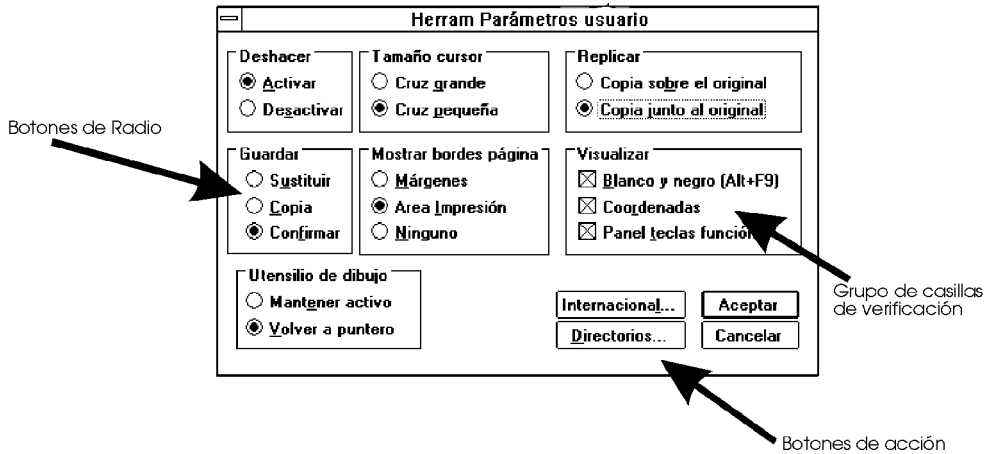 Herram Parámetros usuario
Deshacer
Activar
Desactivar
Tamaño cursor
Cruz grande
Cruz pequeña
Replicar
Copia sobre el original
Copia junto al original
Botones de Radio
Guardar
Sustituir
Copia
Confirmar
Mostrar bordes página
Márgenes
Area Impresión
Ninguno
Visualizar
Blanco y negro (Alt+F9)
Coordenadas
Panel teclas función
Utensilio de dibujo
Mantener activo
Volver a puntero
Internacional...
Aceptar
Directorios...
Cancelar
Grupo de casillas
de verificación
Botones de acción